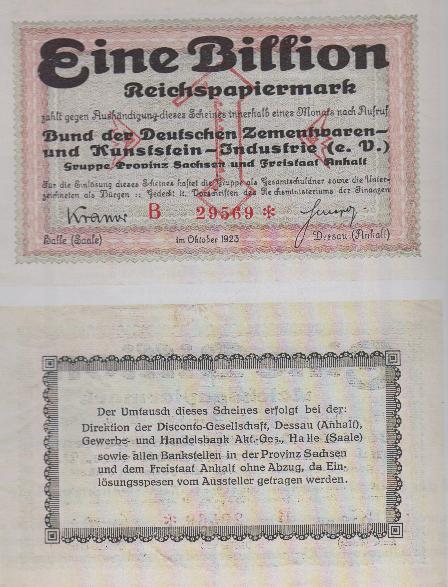 Eine Billion
Reichspapiermark
zahlt gegen Aushändigung dieses Scheines innerhalb eines Monats nach Aufruf
Bund der Deutschen Zementwaren-
und Kunststein-Industrie (e. V.)
Gruppe Provinz Sachsen und Freistaat Anhalt
Für die Einlösung dieses Scheines haftet die Gruppe als Gesamtschuldner sowie die Unter-
zeichneten als Bürgen :: Gedeckt lt. Vorschriften des Reichsministeriums der Finanzen
Kramer B 29569 *
Halle (Saale) im Oktober 1923 Dessau (Anhalt)
Der Umtausch dieses Scheines erfolgt bei der:
Direktion der Disconto-Gesellschaft, Dessau (Anhalt),
Gewerbe- und Handelsbank Akt.-Ges., Halle (Saale)
sowie allen Bankstellen in der Provinz Sachsen
und dem Freistaat Anhalt ohne Abzug, da Ein-
lösungsspesen vom Aussteller getragen werden.